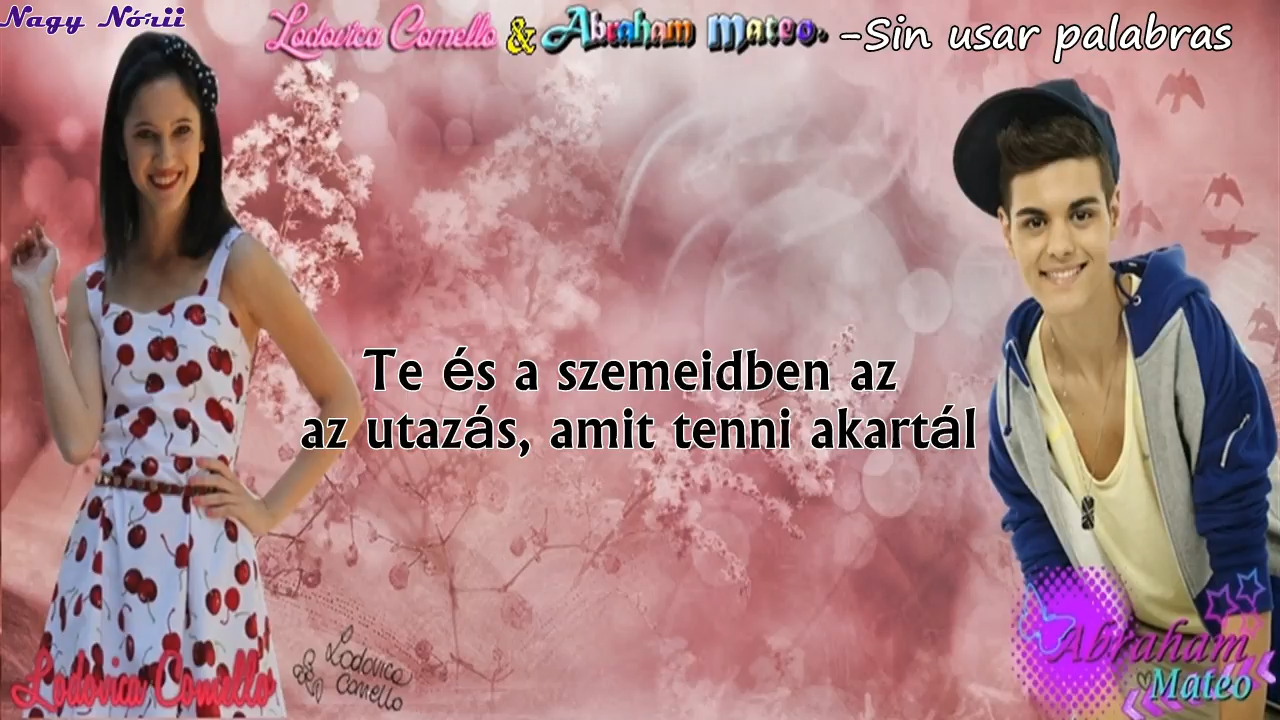 Nagy Nórii
Lodovica Comello & Abraham Mateo. -Sin usar palabras
Te és a szemeidben az
az utazás, amit tenni akartál
Lodovica Comello
Lodovica
Comello
Abraham
Mateo